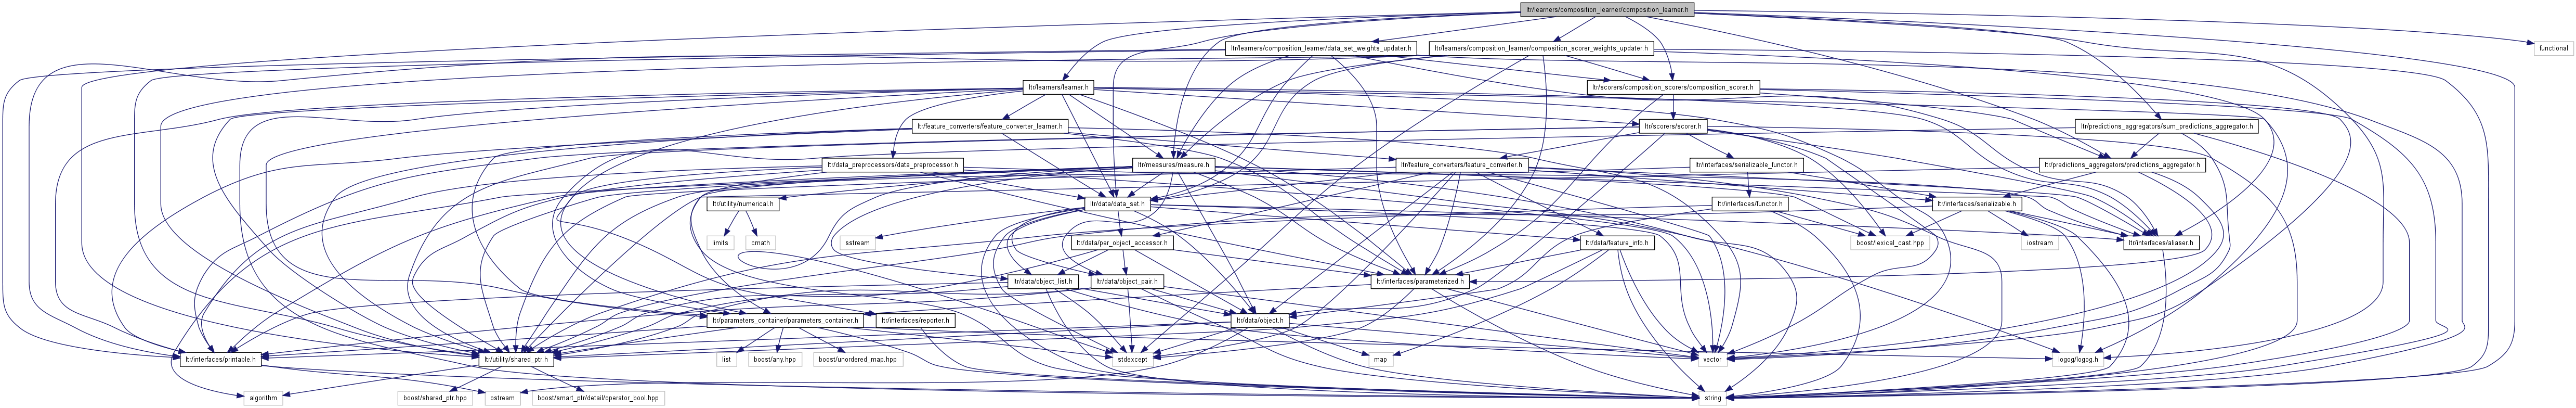 ltr/learners/composition_learner/composition_learner.h
ltr/learners/composition_learner/data_set_weights_updater.h
ltr/learners/composition_learner/composition_scorer_weights_updater.h
functional
ltr/learners/learner.h
ltr/scorers/composition_scorers/composition_scorer.h
ltr/feature_converters/feature_converter_learner.h
ltr/scorers/scorer.h
ltr/predictions_aggregators/sum_predictions_aggregator.h
ltr/data_preprocessors/data_preprocessor.h
ltr/measures/measure.h
ltr/feature_converters/feature_converter.h
ltr/interfaces/serializable_functor.h
ltr/predictions_aggregators/predictions_aggregator.h
ltr/utility/numerical.h
ltr/data/data_set.h
ltr/interfaces/functor.h
ltr/interfaces/serializable.h
limits
cmath
sstream
ltr/data/per_object_accessor.h
ltr/data/feature_info.h
boost/lexical_cast.hpp
iostream
ltr/interfaces/aliaser.h
ltr/data/object_list.h
ltr/data/object_pair.h
ltr/interfaces/parameterized.h
ltr/parameters_container/parameters_container.h
ltr/interfaces/reporter.h
ltr/data/object.h
ltr/interfaces/printable.h
ltr/utility/shared_ptr.h
list
boost/any.hpp
boost/unordered_map.hpp
stdexcept
map
vector
logog/logog.h
algorithm
boost/shared_ptr.hpp
ostream
boost/smart_ptr/detail/operator_bool.hpp
string